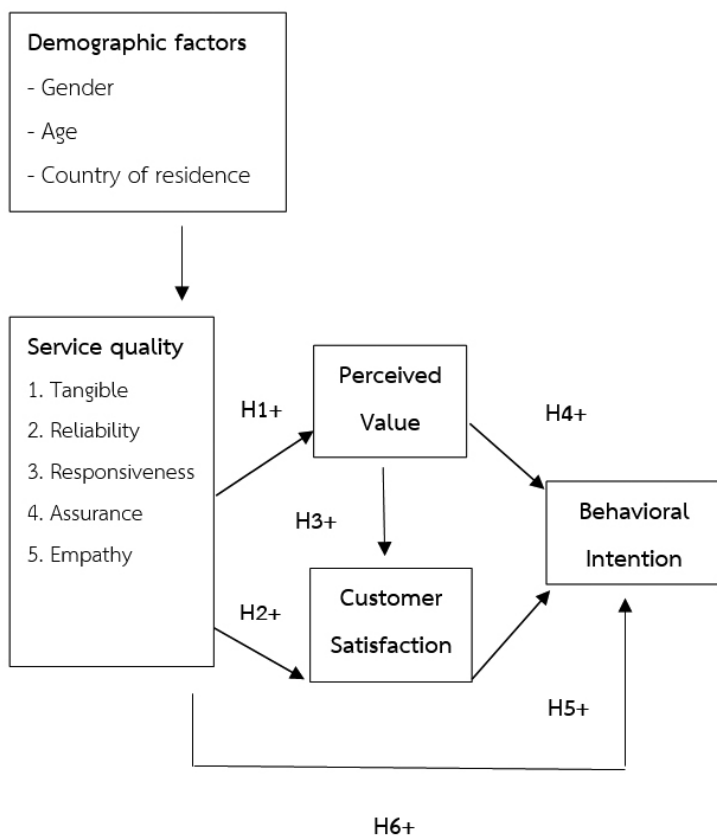 Demographic factors
- Gender
- Age
- Country of residence
Service quality
1. Tangible
2. Reliability
3. Responsiveness
4. Assurance
5. Empathy
H1+
Perceived
Value
H4+
H3+
Behavioral
Intention
H2+
Customer
Satisfaction
H5+
H6+